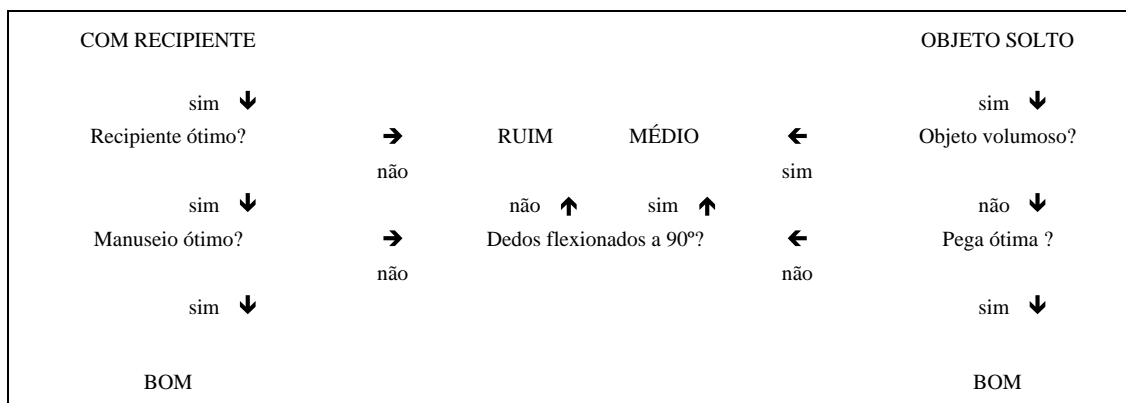 COM RECIPIENTE OBJETO SOLTO
sim sim
Recipiente ótimo? RUIM MÉDIO Objeto volumoso?
não sim
sim não sim não
Manuseio ótimo? Dedos flexionados a 90º? Pega ótima ?
não não
sim sim
BOM BOM